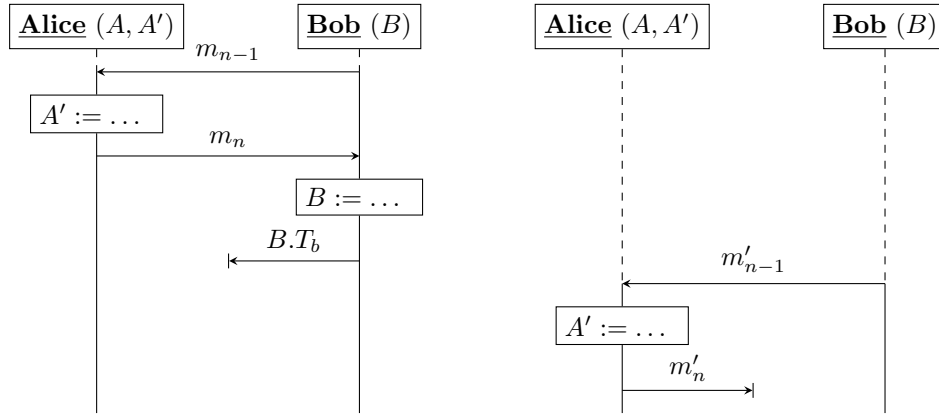 Alice (A, A′)
Bob (B)
m_{n−1}
A′ := …
m_n
B := …
B.T_b
Alice (A, A′)
Bob (B)
m′_{n−1}
A′ := …
m′_n